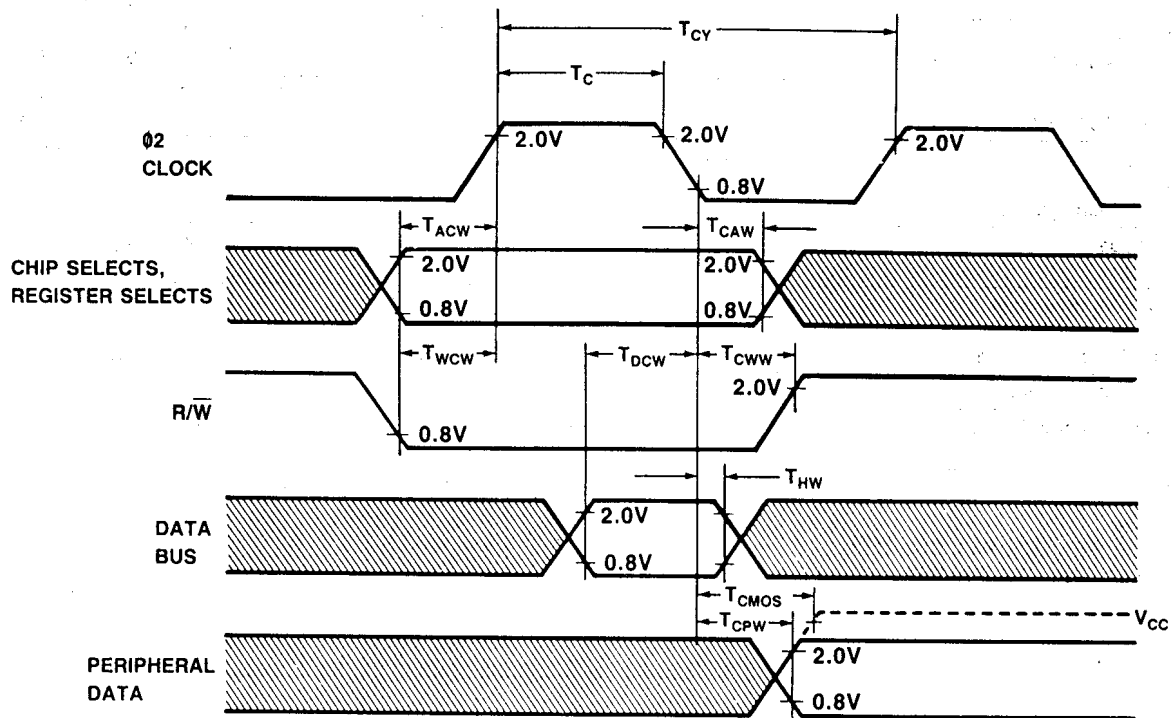 T_CY
T_C
Ø2
CLOCK
2.0V
2.0V
2.0V
0.8V
T_ACW
T_CAW
CHIP SELECTS,
REGISTER SELECTS
2.0V
2.0V
0.8V
0.8V
T_WCW
T_DCW
T_CWW
R/W̅
2.0V
0.8V
T_HW
DATA
BUS
2.0V
0.8V
T_CMOS
T_CPW
V_CC
PERIPHERAL
DATA
2.0V
0.8V